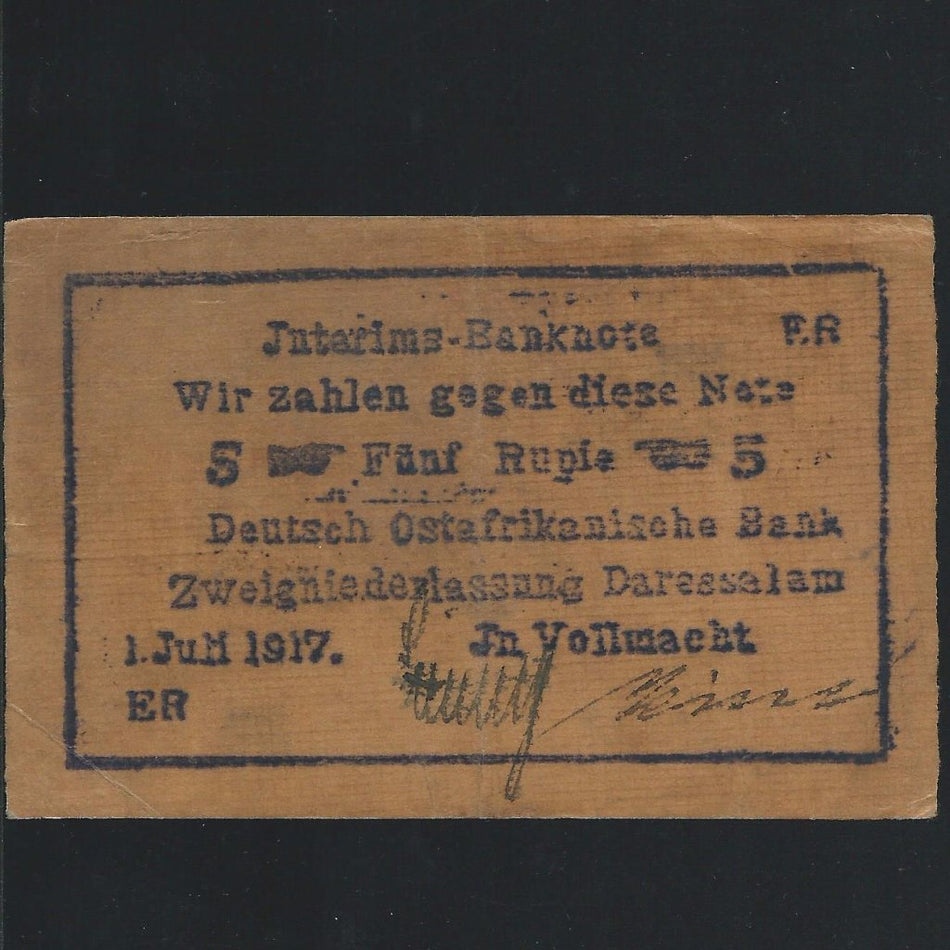 Jnterims-Banknote ER
Wir zahlen gegen diese Note
5 Fünf Rupie 5
Deutsch Ostafrikanische Bank
Zweigniederlassung Daressalam
1. Juli 1917. Jn Vollmacht
ER